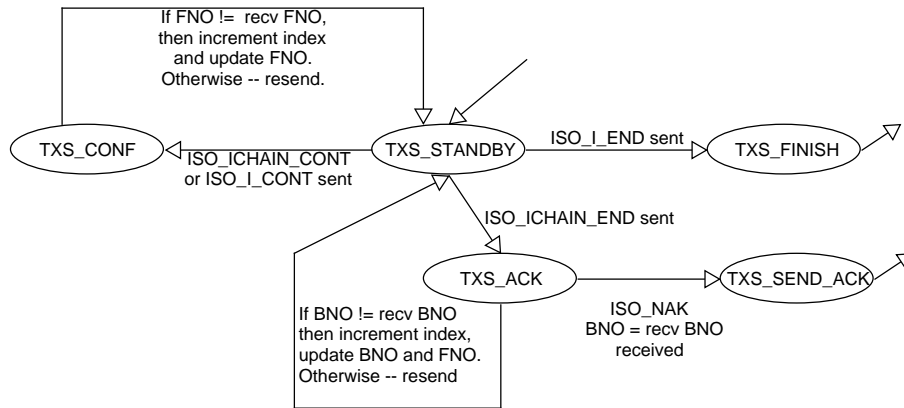 If FNO != recv FNO,
then increment index
and update FNO.
Otherwise -- resend.
TXS_CONF
TXS_STANDBY
ISO_I_END sent
TXS_FINISH
ISO_ICHAIN_CONT
or ISO_I_CONT sent
ISO_ICHAIN_END sent
TXS_ACK
TXS_SEND_ACK
If BNO != recv BNO
then increment index,
update BNO and FNO.
Otherwise -- resend
ISO_NAK
BNO = recv BNO
received